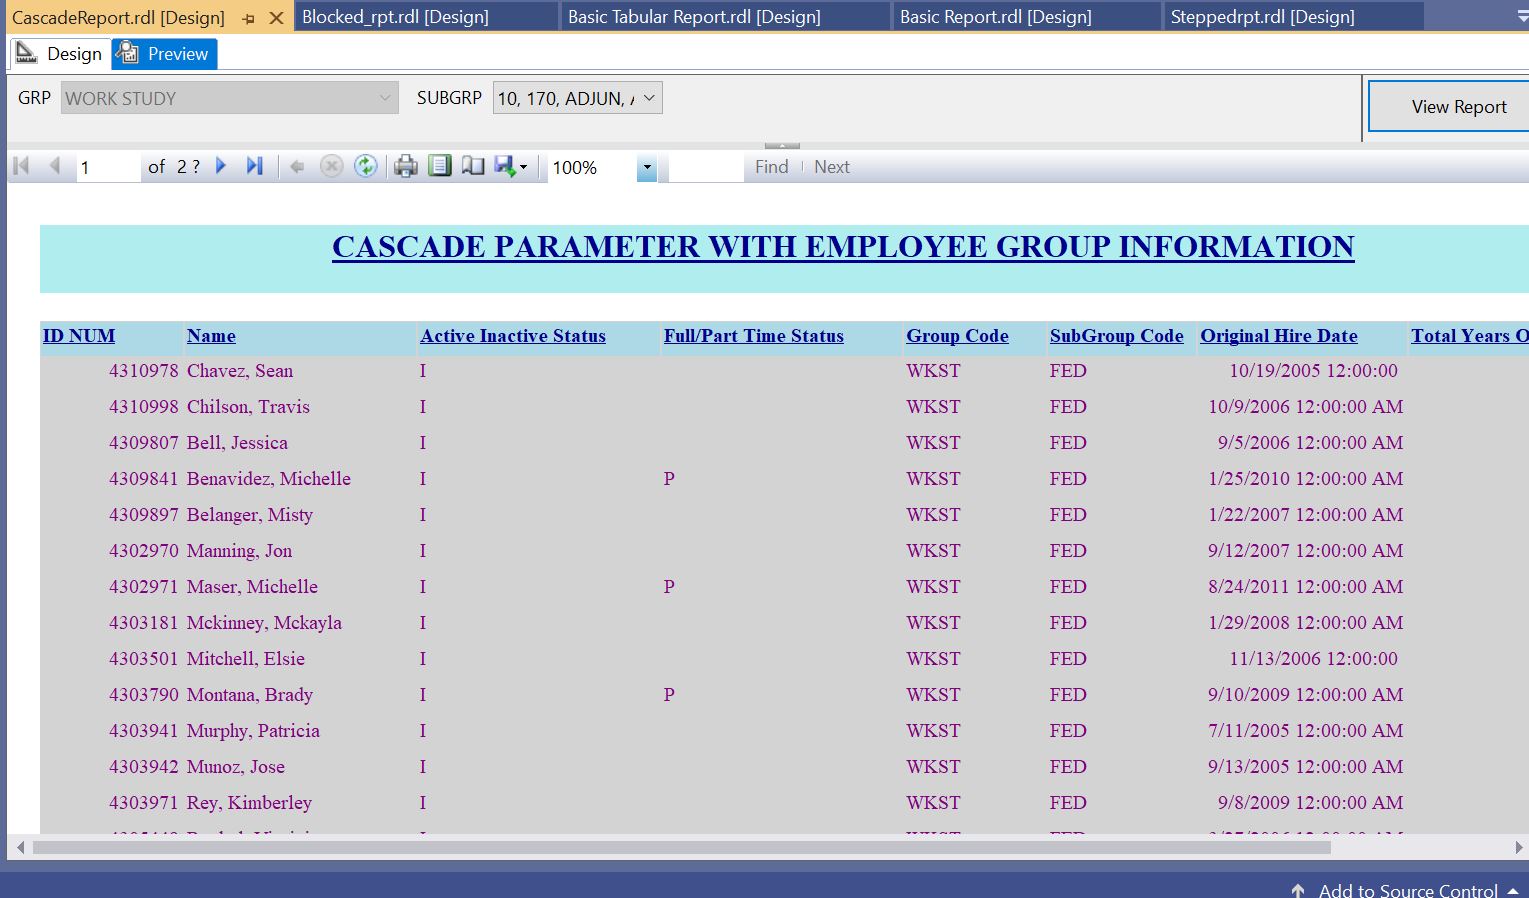 CascadeReport.rdl [Design] Blocked_rpt.rdl [Design] Basic Tabular Report.rdl [Design] Basic Report.rdl [Design] Steppedrpt.rdl [Design]
Design Preview
GRP WORK STUDY SUBGRP 10, 170, ADJUN, View Report
1 of 2 ? 100% Find Next
CASCADE PARAMETER WITH EMPLOYEE GROUP INFORMATION
ID NUM Name Active Inactive Status Full/Part Time Status Group Code SubGroup Code Original Hire Date Total Years O
4310978 Chavez, Sean I WKST FED 10/19/2005 12:00:00
4310998 Chilson, Travis I WKST FED 10/9/2006 12:00:00 AM
4309807 Bell, Jessica I WKST FED 9/5/2006 12:00:00 AM
4309841 Benavidez, Michelle I P WKST FED 1/25/2010 12:00:00 AM
4309897 Belanger, Misty I WKST FED 1/22/2007 12:00:00 AM
4302970 Manning, Jon I WKST FED 9/12/2007 12:00:00 AM
4302971 Maser, Michelle I P WKST FED 8/24/2011 12:00:00 AM
4303181 Mckinney, Mckayla I WKST FED 1/29/2008 12:00:00 AM
4303501 Mitchell, Elsie I WKST FED 11/13/2006 12:00:00
4303790 Montana, Brady I P WKST FED 9/10/2009 12:00:00 AM
4303941 Murphy, Patricia I WKST FED 7/11/2005 12:00:00 AM
4303942 Munoz, Jose I WKST FED 9/13/2005 12:00:00 AM
4303971 Rey, Kimberley I WKST FED 9/8/2009 12:00:00 AM
Add to Source Control